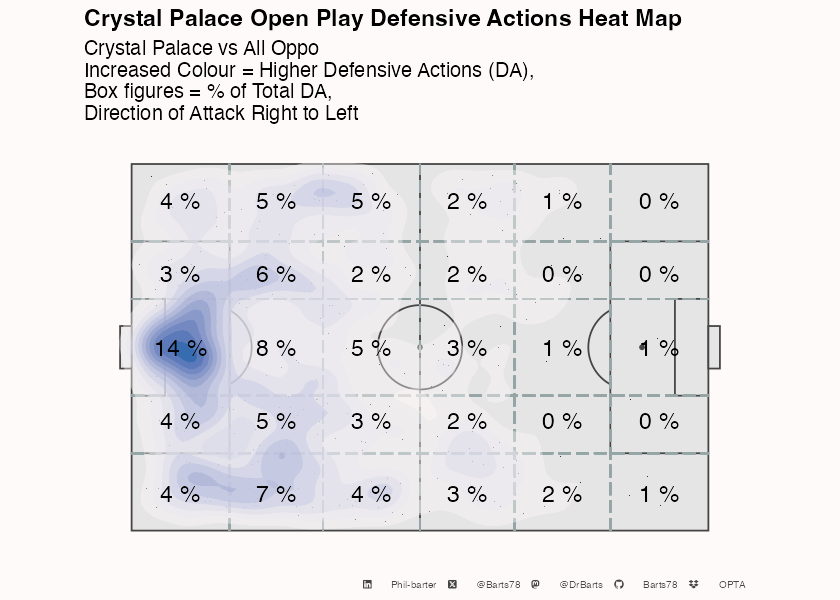 Crystal Palace Open Play Defensive Actions Heat Map
Crystal Palace vs All Oppo
Increased Colour = Higher Defensive Actions (DA),
Box figures = % of Total DA,
Direction of Attack Right to Left
4 % 5 % 5 % 2 % 1 % 0 %
3 % 6 % 2 % 2 % 0 % 0 %
14 % 8 % 5 % 3 % 1 % 1 %
4 % 5 % 3 % 2 % 0 % 0 %
4 % 7 % 4 % 3 % 2 % 1 %
Phil-barter @Barts78 @DrBarts Barts78 OPTA